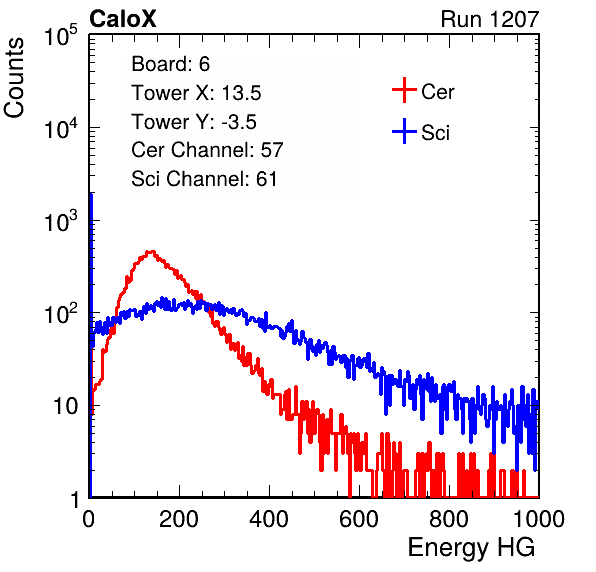 CaloX Run 1207
Counts
10^5
10^4
10^3
10^2
10
1
Board: 6
Tower X: 13.5
Tower Y: -3.5
Cer Channel: 57
Sci Channel: 61
Cer
Sci
0 200 400 600 800 1000
Energy HG